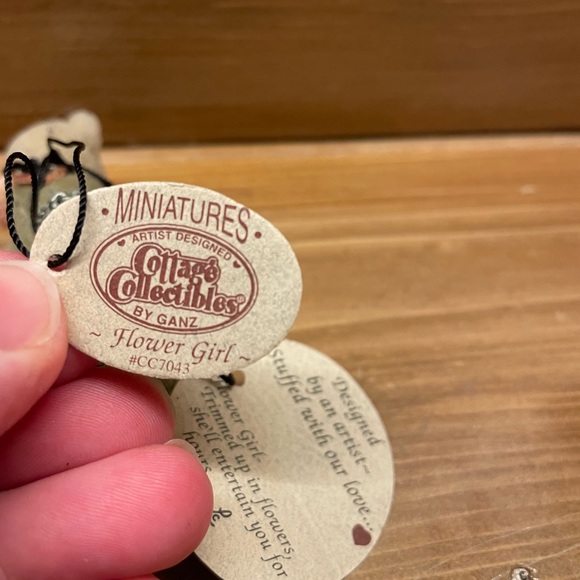 • MINIATURES •
ARTIST DESIGNED
Cottage
Collectibles®
BY GANZ
~ Flower Girl ~
#CC7043
Designed
by an artist~
stuffed with our love...
Flower Girl
Trimmed up in flowers,
she'll entertain you for
hours.